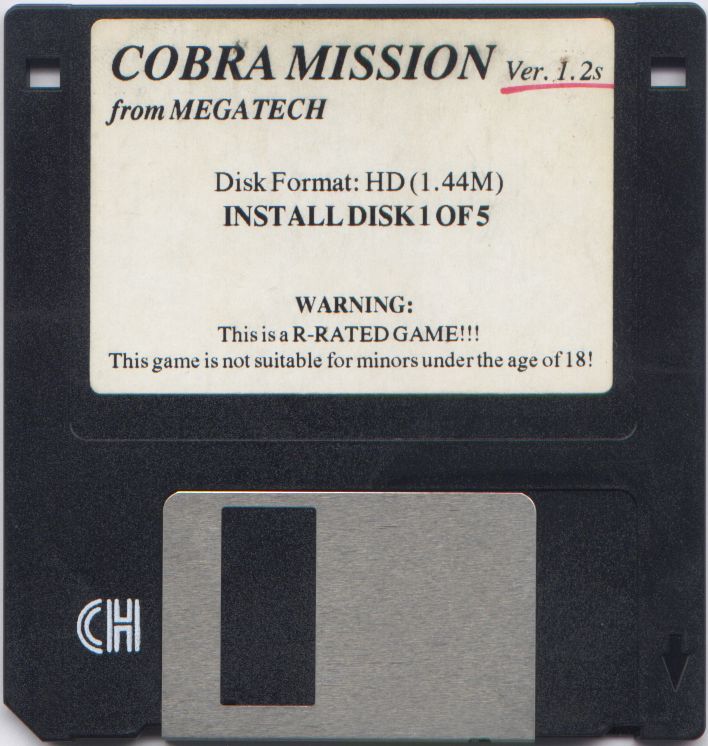 COBRA MISSION Ver. 1.2s
from MEGATECH
Disk Format: HD (1.44M)
INSTALL DISK 1 OF 5
WARNING:
This is a R-RATED GAME!!!
This game is not suitable for minors under the age of 18!
CH